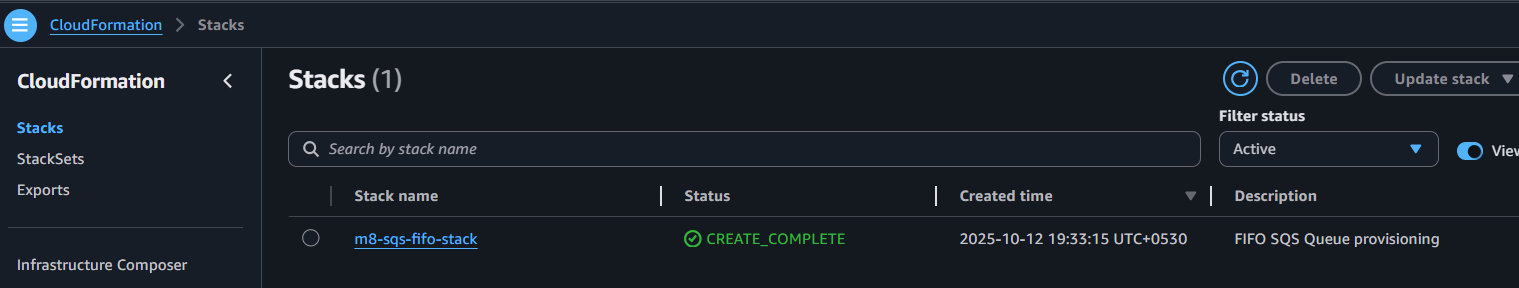 CloudFormation > Stacks
CloudFormation
Stacks
StackSets
Exports
Infrastructure Composer
Stacks (1)
Delete
Update stack
Filter status
Search by stack name
Active
Stack name Status Created time Description
m8-sqs-fifo-stack CREATE_COMPLETE 2025-10-12 19:33:15 UTC+0530 FIFO SQS Queue provisioning